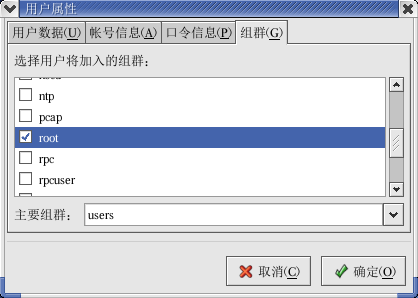 用户属性
用户数据(U) 帐号信息(A) 口令信息(P) 组群(G)
选择用户将加入的组群：
ntp
pcap
root
rpc
rpcuser
主要组群： users
取消(C) 确定(O)